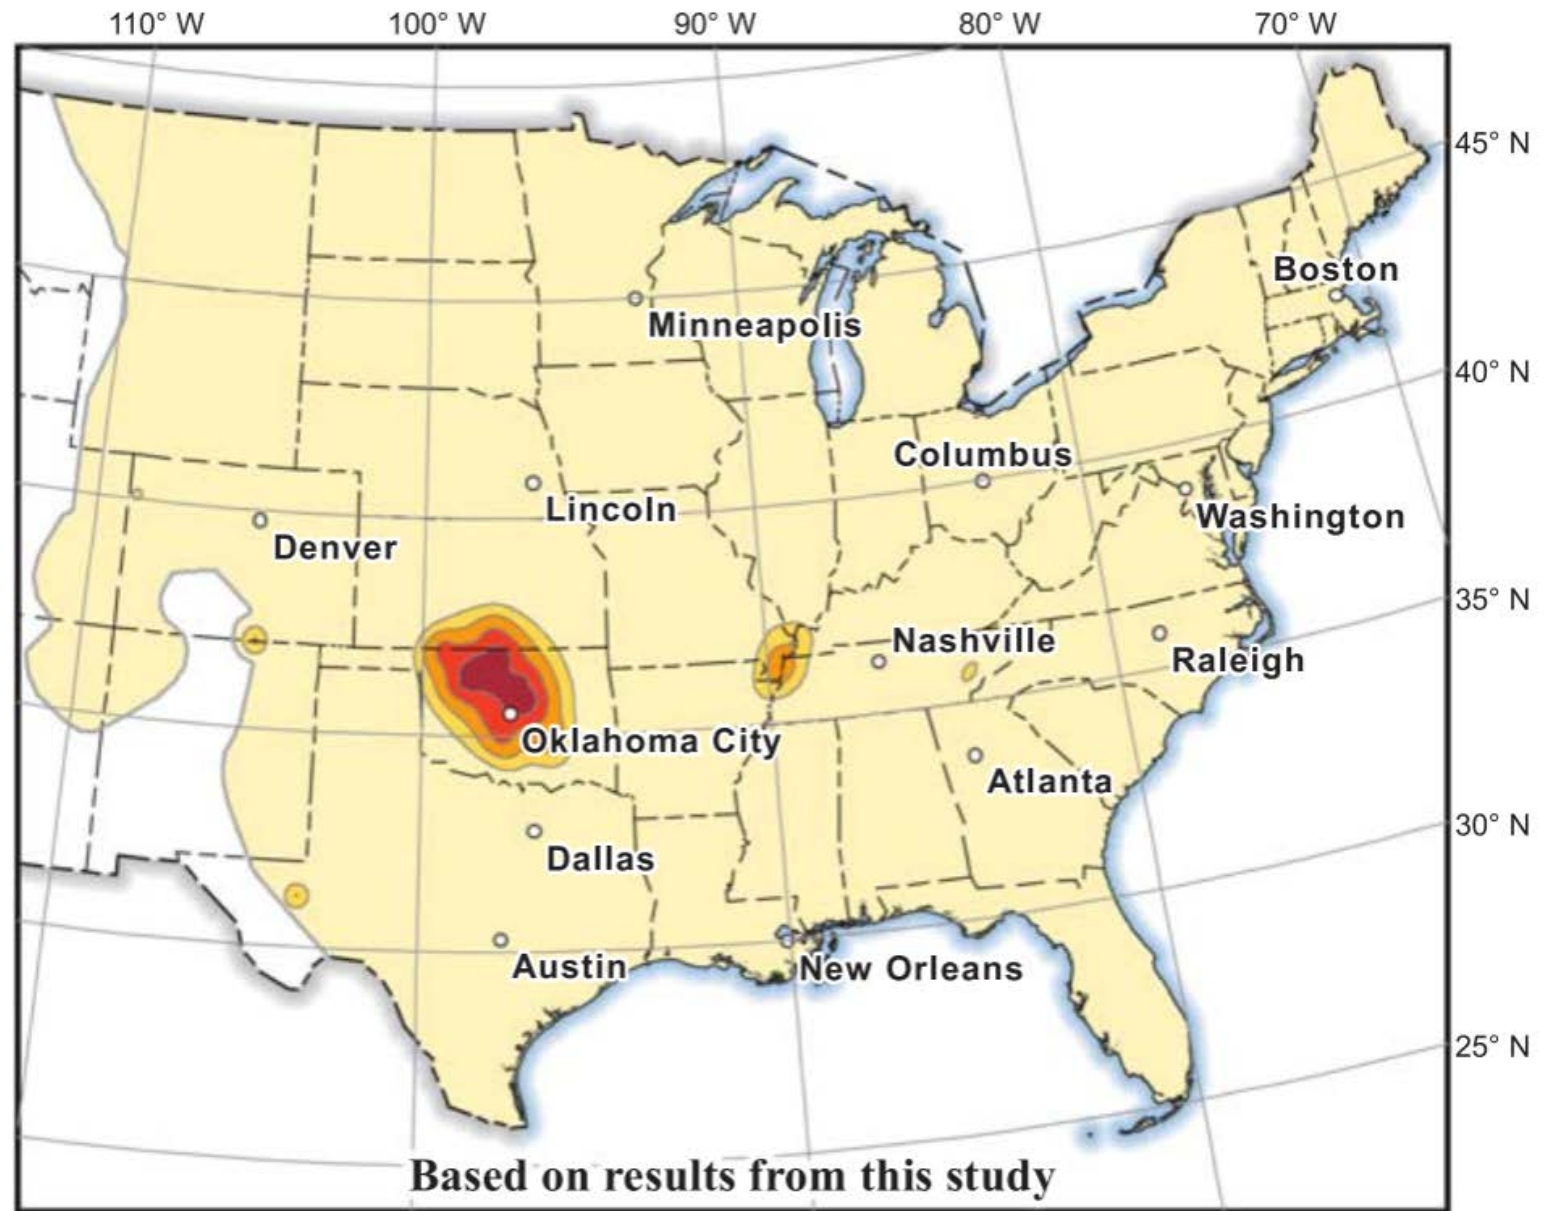 110° W 100° W 90° W 80° W 70° W
45° N
Boston
Minneapolis
40° N
Columbus
Lincoln
Washington
Denver
35° N
Nashville
Raleigh
Oklahoma City
Atlanta
30° N
Dallas
Austin
New Orleans
25° N
Based on results from this study